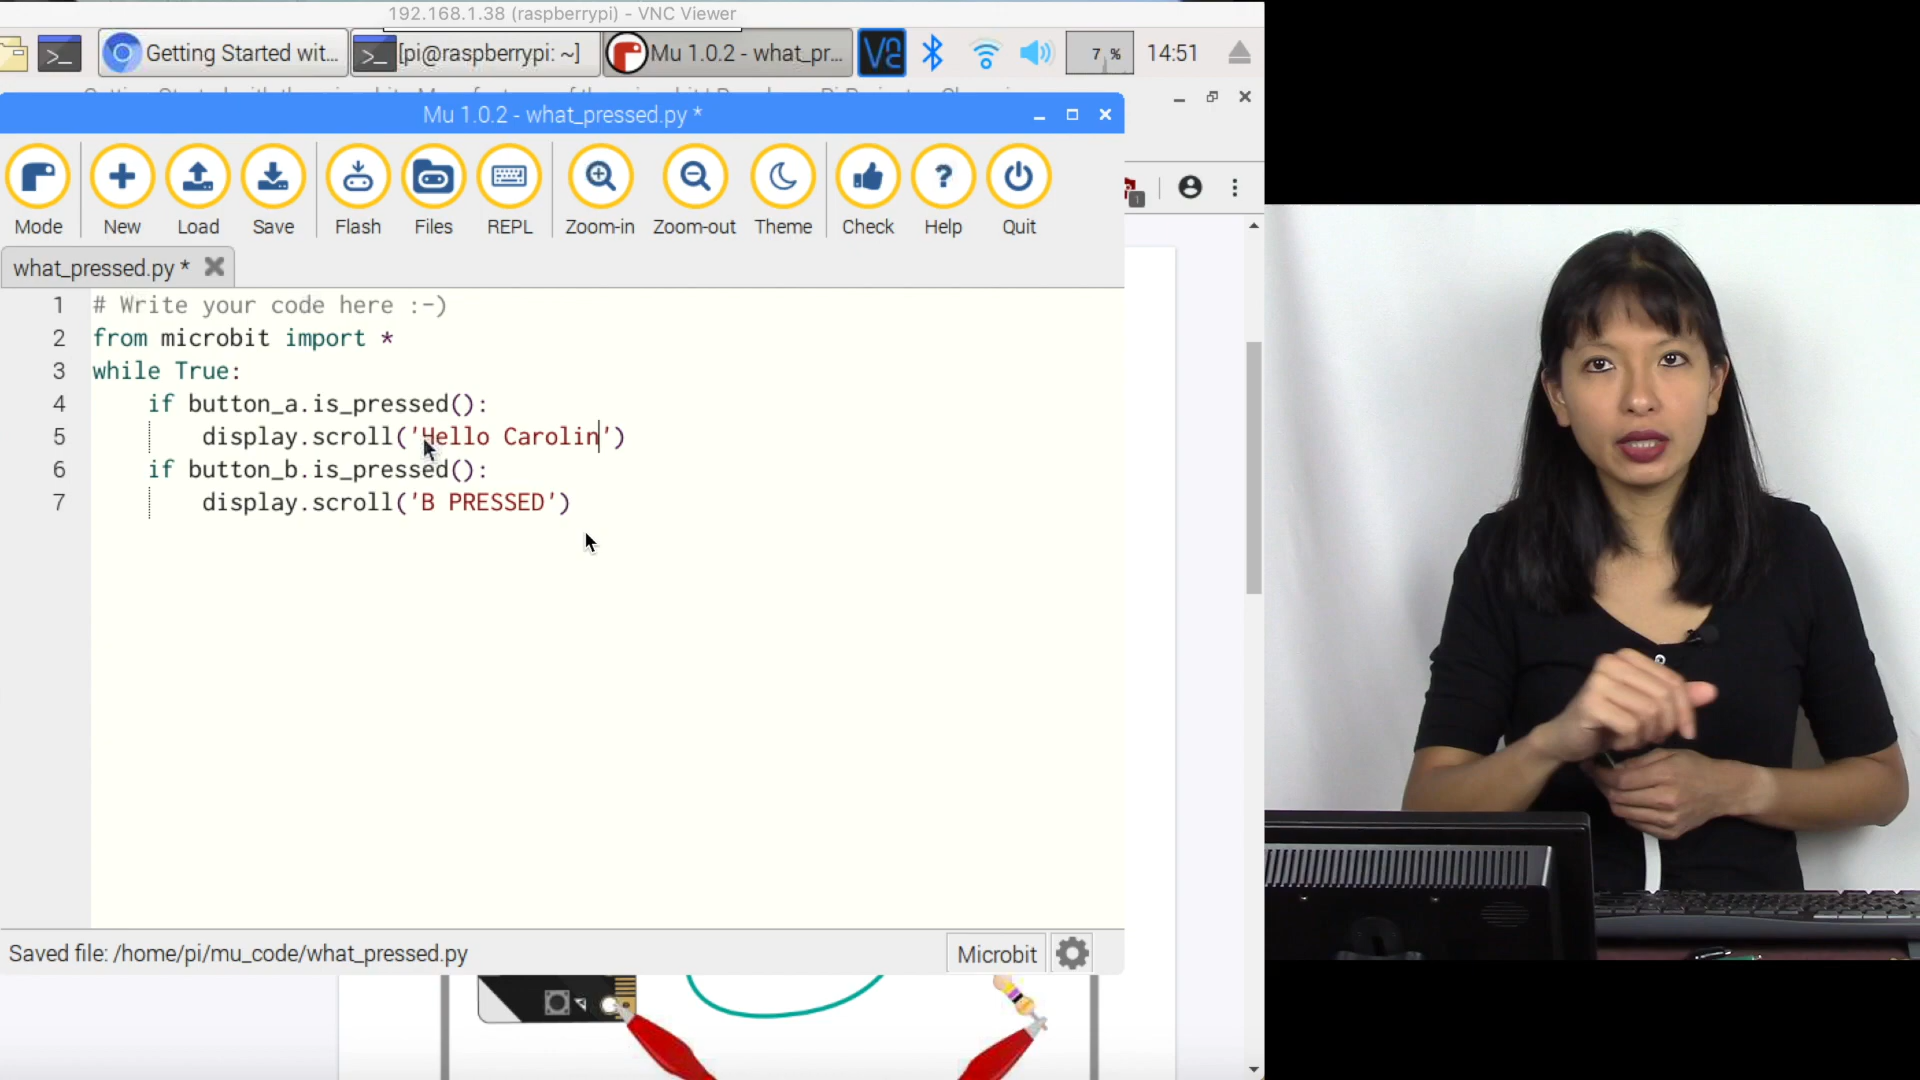 192.168.1.38 (raspberrypi) - VNC Viewer
Getting Started wit...
[pi@raspberrypi: ~]
Mu 1.0.2 - what_pr...
7 %
14:51
Mu 1.0.2 - what_pressed.py *
Mode
New
Load
Save
Flash
Files
REPL
Zoom-in
Zoom-out
Theme
Check
Help
Quit
what_pressed.py *
1 # Write your code here :-)
2 from microbit import *
3 while True:
4 if button_a.is_pressed():
5 display.scroll('Hello Carolin')
6 if button_b.is_pressed():
7 display.scroll('B PRESSED')
Saved file: /home/pi/mu_code/what_pressed.py
Microbit